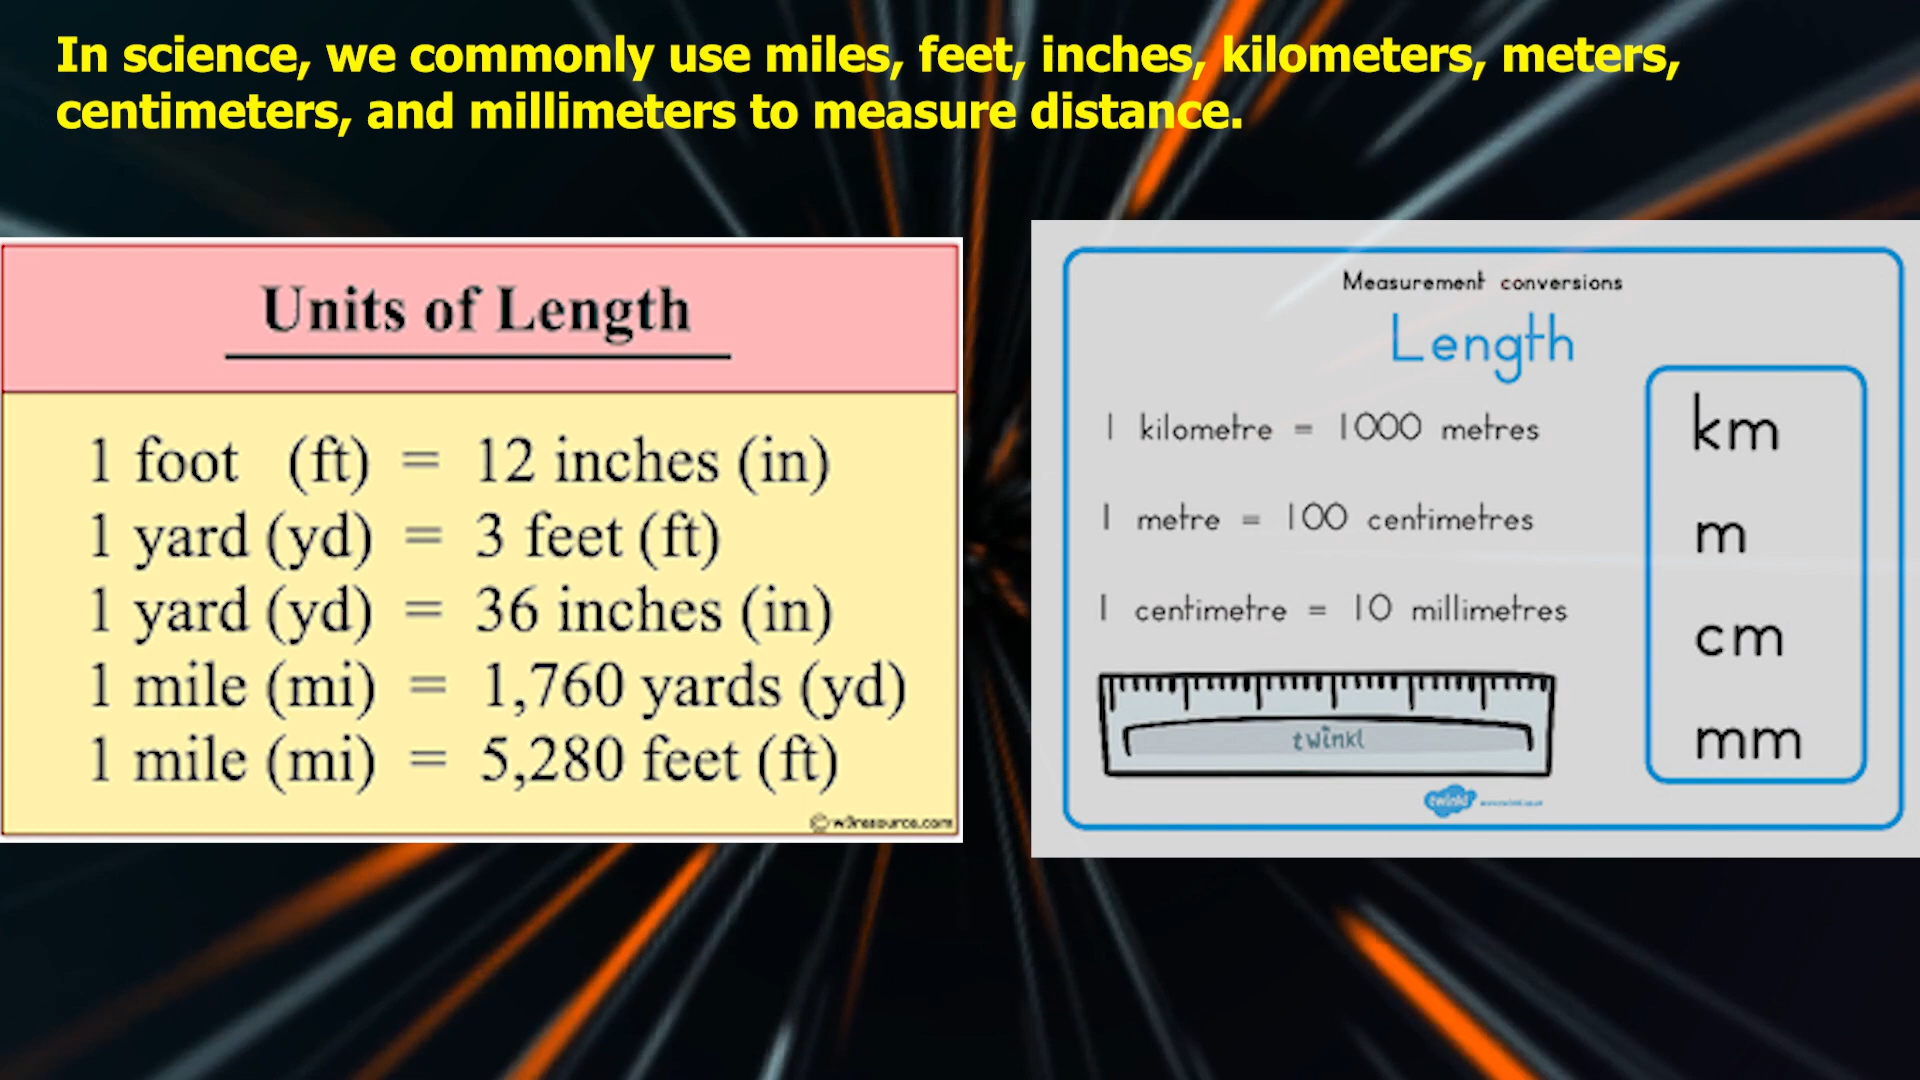 In science, we commonly use miles, feet, inches, kilometers, meters,
centimeters, and millimeters to measure distance.
Units of Length
1 foot (ft) = 12 inches (in)
1 yard (yd) = 3 feet (ft)
1 yard (yd) = 36 inches (in)
1 mile (mi) = 1,760 yards (yd)
1 mile (mi) = 5,280 feet (ft)
©w3resource.com
Measurement conversions
Length
1 kilometre = 1000 metres
1 metre = 100 centimetres
1 centimetre = 10 millimetres
km
m
cm
mm
twinkl
twinkl